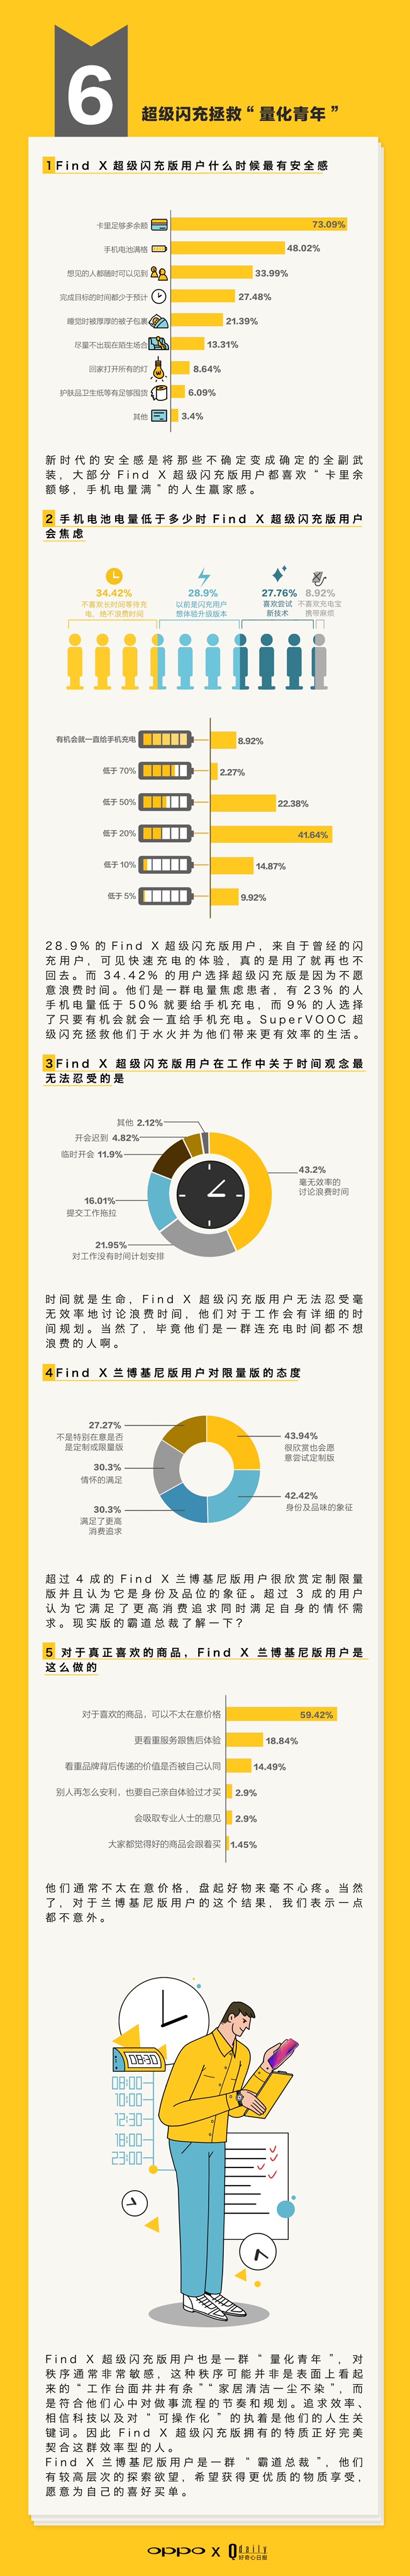 6
超级闪充拯救“量化青年”
1 Find X 超级闪充版用户什么时候最有安全感
卡里足够多余额 73.09%
手机电池满格 48.02%
想见的人都随时可以见到 33.99%
完成目标的时间都少于预计 27.48%
睡觉时被厚厚的被子包裹 21.39%
尽量不出现在陌生场合 13.31%
回家打开所有的灯 8.64%
护肤品卫生纸等有足够囤货 6.09%
其他 3.4%
新时代的安全感是将那些不确定变成确定的全副武
装，大部分 Find X 超级闪充版用户都喜欢“卡里余
额够，手机电量满”的人生赢家感。
2 手机电池电量低于多少时 Find X 超级闪充版用户
会焦虑
34.42% 28.9% 27.76% 8.92%
不喜欢长时间等待充
电，绝不浪费时间
以前是闪充用户
想体验升级版本
喜欢尝试
新技术
不喜欢充电宝
携带麻烦
有机会就一直给手机充电 8.92%
低于 70% 2.27%
低于 50% 22.38%
低于 20% 41.64%
低于 10% 14.87%
低于 5% 9.92%
28.9% 的 Find X 超级闪充版用户，来自于曾经的闪
充用户，可见快速充电的体验，真的是用了就再也不
回去。而 34.42% 的用户选择超级闪充版是因为不愿
意浪费时间。他们是一群电量焦虑患者，有 23% 的人
手机电量低于 50% 就要给手机充电，而 9% 的人选择
了只要有机会就会一直给手机充电。SuperVOOC 超
级闪充拯救他们于水火并为他们带来更有效率的生活。
3 Find X 超级闪充版用户在工作中关于时间观念最
无法忍受的是
其他 2.12%
开会迟到 4.82%
临时开会 11.9%
43.2%
毫无效率的
讨论浪费时间
16.01%
提交工作拖拉
21.95%
对工作没有时间计划安排
时间就是生命，Find X 超级闪充版用户无法忍受毫
无效率地讨论浪费时间，他们对于工作会有详细的时
间规划。当然了，毕竟他们是一群连充电时间都不想
浪费的人啊。
4 Find X 兰博基尼版用户对限量版的态度
27.27%
不是特别在意是否
是定制或限量版
43.94%
很欣赏也会愿
意尝试定制版
30.3%
情怀的满足
42.42%
身份及品味的象征
30.3%
满足了更高
消费追求
超过 4 成的 Find X 兰博基尼版用户很欣赏定制限量
版并且认为它是身份及品位的象征。超过 3 成的用户
认为它满足了更高消费追求同时满足自身的情怀需
求。现实版的霸道总裁了解一下？
5 对于真正喜欢的商品，Find X 兰博基尼版用户是
这么做的
对于喜欢的商品，可以不太在意价格 59.42%
更看重服务跟售后体验 18.84%
看重品牌背后传递的价值是否被自己认同 14.49%
别人再怎么安利，也要自己亲自体验过才买 2.9%
会吸取专业人士的意见 2.9%
大家都觉得好的商品会跟着买 1.45%
他们通常不太在意价格，盘起好物来毫不心疼。当然
了，对于兰博基尼版用户的这个结果，我们表示一点
都不意外。
08:30
08:00
10:00
12:30
18:00
23:00
Find X 超级闪充版用户也是一群“量化青年”，对
秩序通常非常敏感，这种秩序可能并非是表面上看起
来的“工作台面井井有条”“家居清洁一尘不染”，而
是符合他们心中对做事流程的节奏和规划。追求效率、
相信科技以及对“可操作化”的执着是他们的人生关
键词。因此 Find X 超级闪充版拥有的特质正好完美
契合这群效率型的人。
Find X 兰博基尼版用户是一群“霸道总裁”，他们
有较高层次的探索欲望，希望获得更优质的物质享受，
愿意为自己的喜好买单。
oppo X Qdaily
好奇心日报